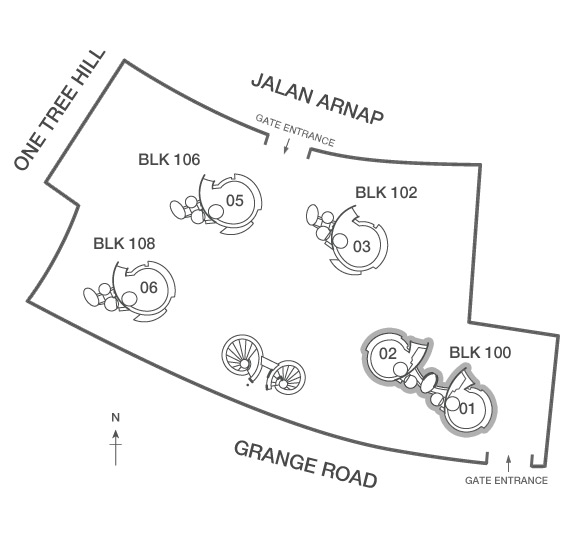 ONE TREE HILL
JALAN ARNAP
GATE ENTRANCE
BLK 106
05
BLK 102
03
BLK 108
06
02
BLK 100
01
N
GRANGE ROAD
GATE ENTRANCE